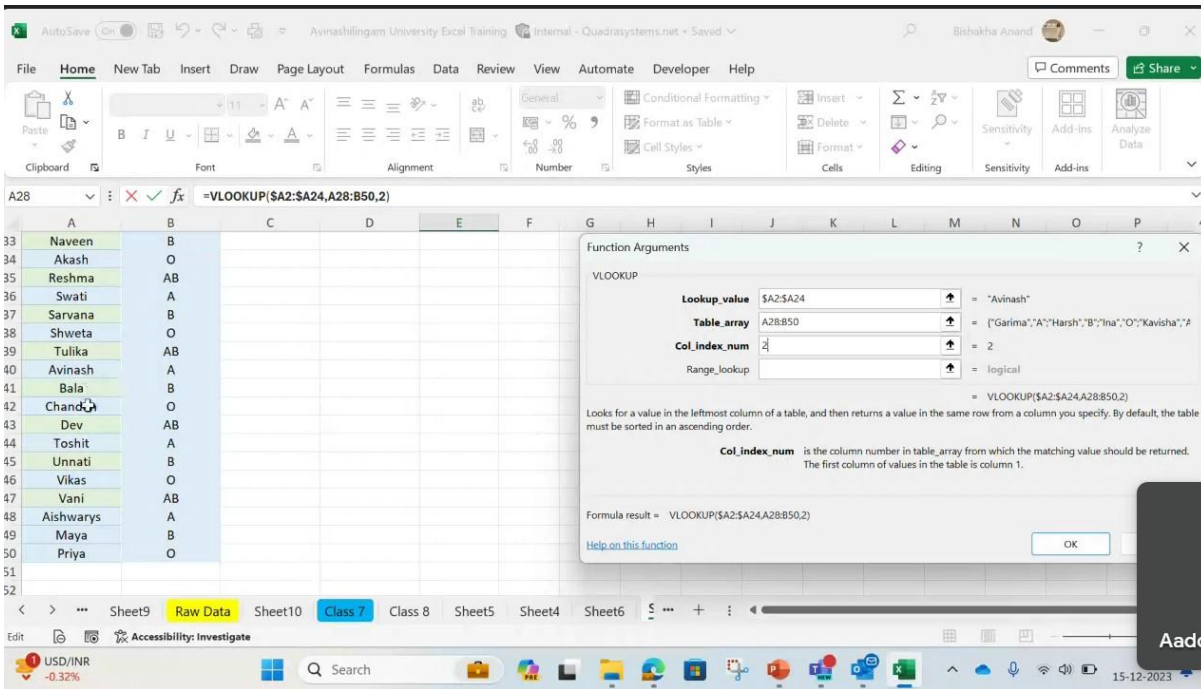 AutoSave On Avinashilingam University Excel Training Internal - Quadrasystems.net • Saved Bishakha Anand
File Home New Tab Insert Draw Page Layout Formulas Data Review View Automate Developer Help Comments Share
Paste 11 A A ab General Conditional Formatting Insert Sensitivity Add-ins Analyze Data
B I U A % Format as Table Delete
Cell Styles Format
Clipboard Font Alignment Number Styles Cells Editing Sensitivity Add-ins
A28 fx =VLOOKUP($A2:$A24,A28:B50,2)
A B C D E F G H I J K L M N O P
33 Naveen B
34 Akash O
35 Reshma AB
36 Swati A
37 Sarvana B
38 Shweta O
39 Tulika AB
40 Avinash A
41 Bala B
42 O
43 Dev AB
44 Toshit A
45 Unnati B
46 Vikas O
47 Vani AB
48 Aishwarys A
49 Maya B
50 Priya O
51
52
Function Arguments ? ×
VLOOKUP
Lookup_value $A2:$A24 = "Avinash"
Table_array A28:B50 = {"Garima","A";"Harsh","B";"Ina","O";"Kavisha","A
Col_index_num 2 = 2
Range_lookup = logical
= VLOOKUP($A2:$A24,A28:B50,2)
Looks for a value in the leftmost column of a table, and then returns a value in the same row from a column you specify. By default, the table
must be sorted in an ascending order.
Col_index_num is the column number in table_array from which the matching value should be returned.
The first column of values in the table is column 1.
Formula result = VLOOKUP($A2:$A24,A28:B50,2)
Help on this function OK
Sheet9 Raw Data Sheet10 Class 7 Class 8 Sheet5 Sheet4 Sheet6 S
Edit Accessibility: Investigate
Aado
1 USD/INR
-0.32%
Search
PRE
NEW
15-12-2023